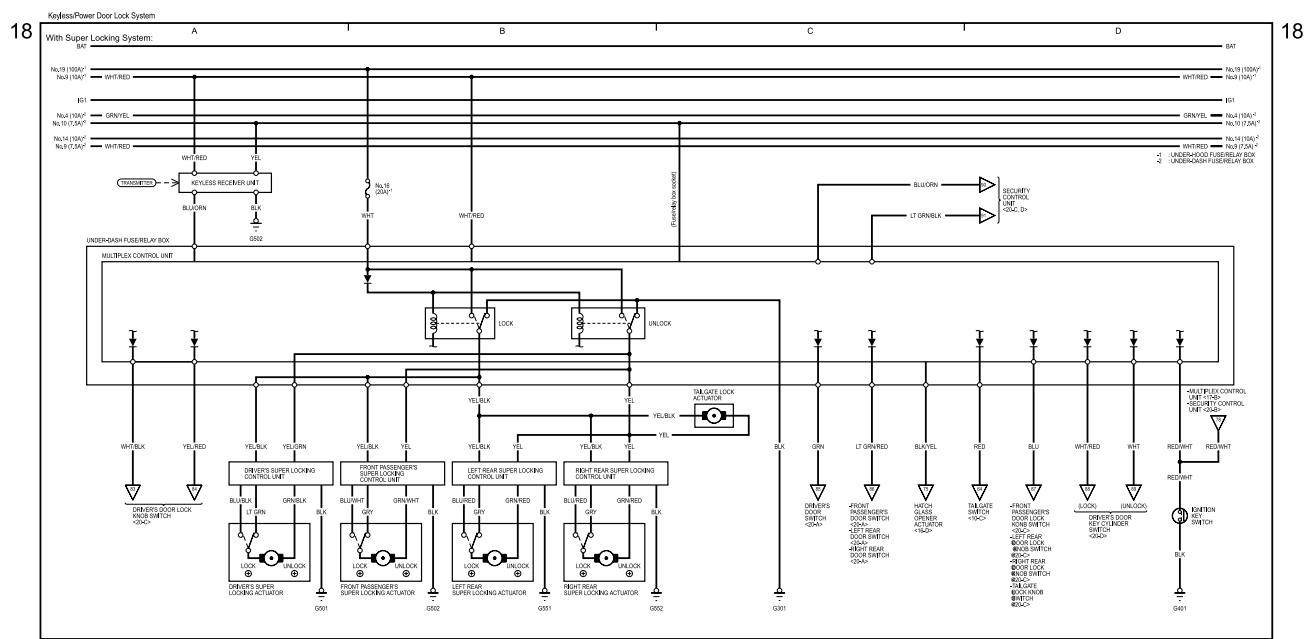 Keyless/Power Door Lock System
18
18
A
B
C
D
With Super Locking System:
BAT
BAT
No.19 (100A)*1
No.19 (100A)*1
No.9 (10A)*1
WHT/RED
WHT/RED
No.9 (10A)*1
IG1
IG1
No.4 (10A)*2
GRN/YEL
GRN/YEL
No.4 (10A)*2
No.10 (7.5A)*2
No.10 (7.5A)*2
No.14 (10A)*2
No.14 (10A)*2
No.9 (7.5A)*2
WHT/RED
WHT/RED
No.9 (7.5A)*2
*1 : UNDER-HOOD FUSE/RELAY BOX
*2 : UNDER-DASH FUSE/RELAY BOX
WHT/RED
YEL
TRANSMITTER
KEYLESS RECEIVER UNIT
No.16
(20A)*1
(Fuse/relay box socket)
BLU/ORN
90
SECURITY
CONTROL
UNIT
<20-C, D>
BLU/ORN
BLK
WHT
WHT/RED
LT GRN/BLK
91
G502
UNDER-DASH FUSE/RELAY BOX
MULTIPLEX CONTROL UNIT
LOCK
UNLOCK
TAILGATE LOCK
ACTUATOR
YEL/BLK
YEL
YEL/BLK
YEL
-MULTIPLEX CONTROL
UNIT <17-B>
-SECURITY CONTROL
UNIT <20-B>
WHT/BLK
YEL/RED
YEL/BLK
YEL/GRN
YEL/BLK
YEL
YEL/BLK
YEL
YEL/BLK
YEL
BLK
GRN
LT GRN/RED
BLK/YEL
RED
BLU
WHT/RED
WHT
RED/WHT
RED/WHT
DRIVER'S SUPER LOCKING
CONTROL UNIT
FRONT PASSENGER'S
SUPER LOCKING
CONTROL UNIT
LEFT REAR SUPER LOCKING
CONTROL UNIT
RIGHT REAR SUPER LOCKING
CONTROL UNIT
RED/WHT
83
84
DRIVER'S DOOR LOCK
KNOB SWITCH
<20-C>
BLU/BLK
GRN/BLK
BLK
LT GRN
BLU/WHT
GRN/WHT
BLK
GRY
BLU/RED
GRN/RED
BLK
GRY
BLU/RED
GRN/RED
BLK
GRY
85
DRIVER'S
DOOR
SWITCH
<20-A>
86
-FRONT
PASSENGER'S
DOOR SWITCH
<20-A>
-LEFT REAR
DOOR SWITCH
<20-A>
-RIGHT REAR
DOOR SWITCH
<20-A>
75
HATCH
GLASS
OPENER
ACTUATOR
<16-D>
TAILGATE
SWITCH
<10-C>
87
-FRONT
PASSENGER'S
DOOR LOCK
KONB SWITCH
<20-C>
-LEFT REAR
DOOR LOCK
KNOB SWITCH
<20-C>
-RIGHT REAR
DOOR LOCK
KNOB SWITCH
<20-C>
-TAILGATE
LOCK KNOB
SWITCH
<20-C>
88
89
(LOCK)
(UNLOCK)
DRIVER'S DOOR
KEY CYLINDER
SWITCH
<20-D>
IGNITION
KEY
SWITCH
BLK
LOCK
UNLOCK
LOCK
UNLOCK
LOCK
UNLOCK
LOCK
UNLOCK
DRIVER'S SUPER
LOCKING ACTUATOR
FRONT PASSENGER'S
SUPER LOCKING ACTUATOR
LEFT REAR
SUPER LOCKING ACTUATOR
RIGHT REAR
SUPER LOCKING ACTUATOR
G501
G502
G551
G552
G301
G401